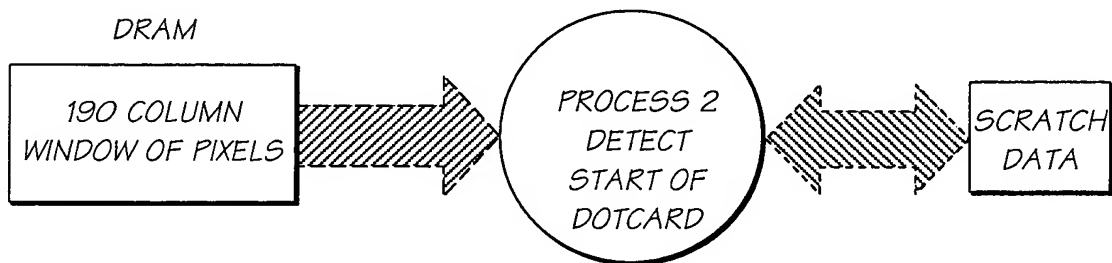 DRAM
190 COLUMN
WINDOW OF PIXELS
PROCESS 2
DETECT
START OF
DOTCARD
SCRATCH
DATA